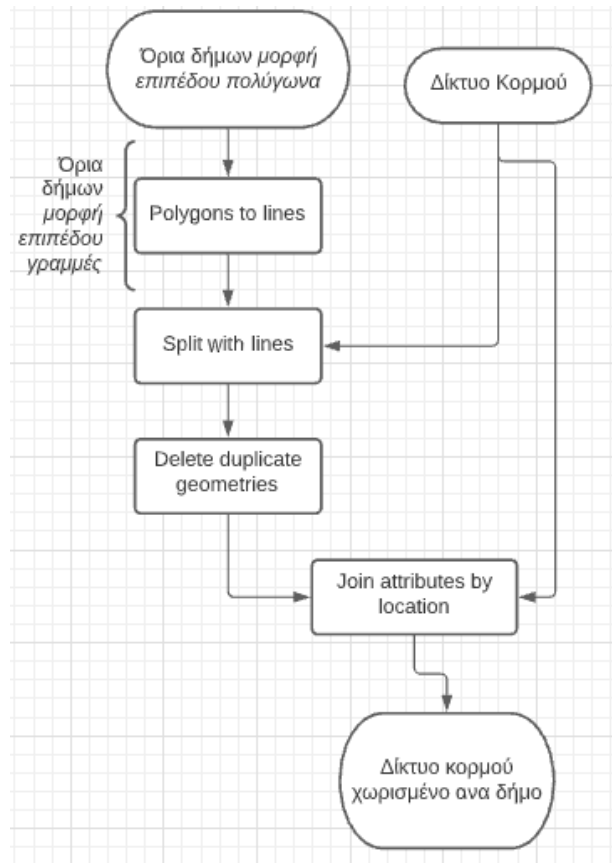 Όρια δήμων μορφή
επιπέδου πολύγωνα
Δίκτυο Κορμού
Όρια
δήμων
μορφή
επιπέδου
γραμμές
Polygons to lines
Split with lines
Delete duplicate
geometries
Join attributes by
location
Δίκτυο κορμού
χωρισμένο ανα δήμο